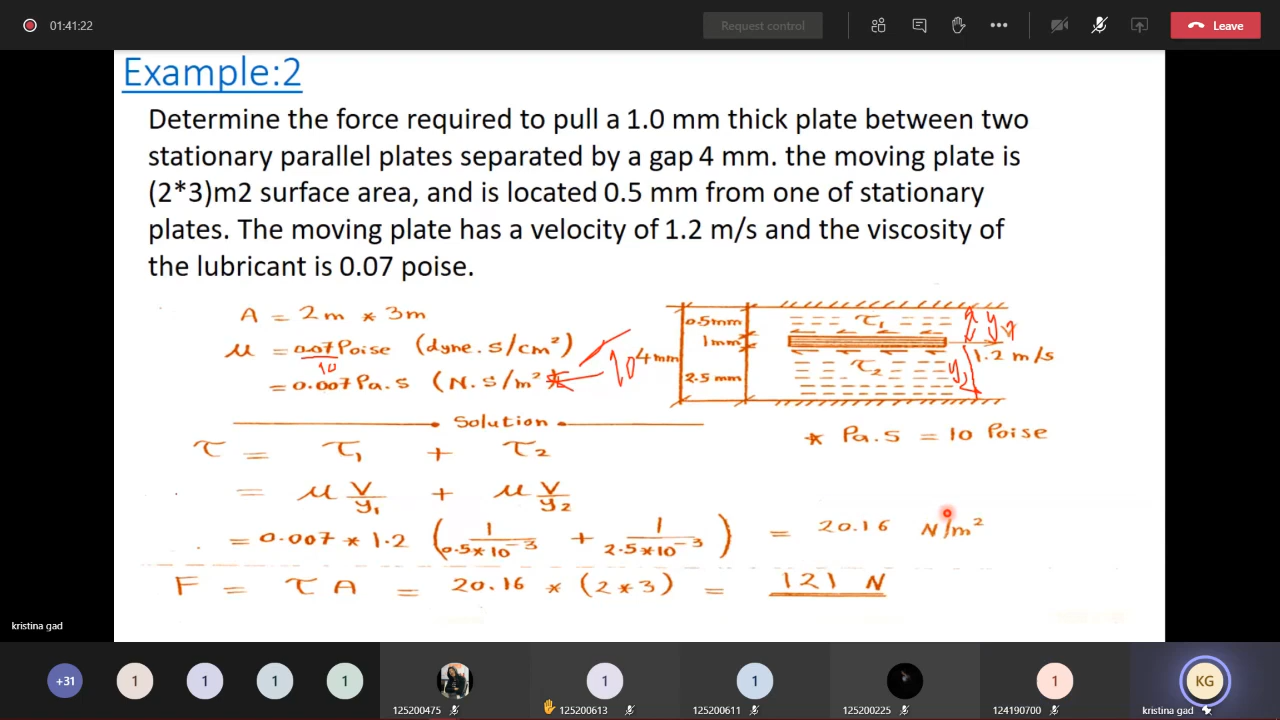 01:41:22
Request control
Leave
Example:2
Determine the force required to pull a 1.0 mm thick plate between two
stationary parallel plates separated by a gap 4 mm. the moving plate is
(2*3)m2 surface area, and is located 0.5 mm from one of stationary
plates. The moving plate has a velocity of 1.2 m/s and the viscosity of
the lubricant is 0.07 poise.
A = 2m * 3m
μ = 0.07 Poise (dyne.s/cm²)
10
= 0.007 Pa.s (N.s/m² *
10
4mm
0.5mm
1mm
2.5 mm
τ₁
τ₂
y₁
y₂
1.2 m/s
Solution
* Pa.s = 10 Poise
τ = τ₁ + τ₂
= μ V/y₁ + μ V/y₂
= 0.007 * 1.2 (1/0.5*10⁻³ + 1/2.5*10⁻³) = 20.16 N/m²
F = τ A = 20.16 * (2*3) = 121 N
kristina gad
+31
1
1
1
1
125200475
1
125200613
1
125200611
125200225
1
124190700
KG
kristina gad